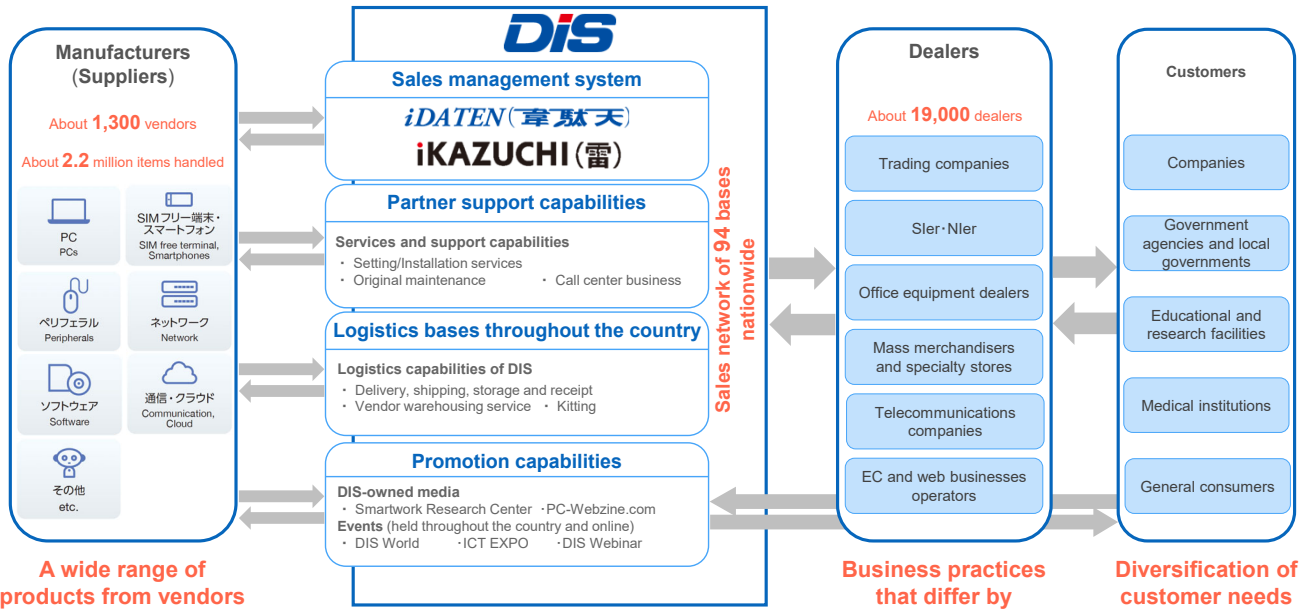 Manufacturers
(Suppliers)
About 1,300 vendors
About 2.2 million items handled
PC
PCs
SIMフリー端末・
スマートフォン
SIM free terminal,
Smartphones
ペリフェラル
Peripherals
ネットワーク
Network
ソフトウェア
Software
通信・クラウド
Communication,
Cloud
その他
etc.
A wide range of
products from vendors
DiS
Sales management system
iDATEN(韋駄天)
iKAZUCHI(雷)
Partner support capabilities
Services and support capabilities
・ Setting/Installation services
・ Original maintenance ・ Call center business
Logistics bases throughout the country
Logistics capabilities of DIS
・ Delivery, shipping, storage and receipt
・ Vendor warehousing service ・ Kitting
Promotion capabilities
DIS-owned media
・ Smartwork Research Center ・PC-Webzine.com
Events (held throughout the country and online)
・ DIS World ・ICT EXPO ・DIS Webinar
Sales network of 94 bases
nationwide
Dealers
About 19,000 dealers
Trading companies
SIer･NIer
Office equipment dealers
Mass merchandisers
and specialty stores
Telecommunications
companies
EC and web businesses
operators
Business practices
that differ by
Customers
Companies
Government
agencies and local
governments
Educational and
research facilities
Medical institutions
General consumers
Diversification of
customer needs